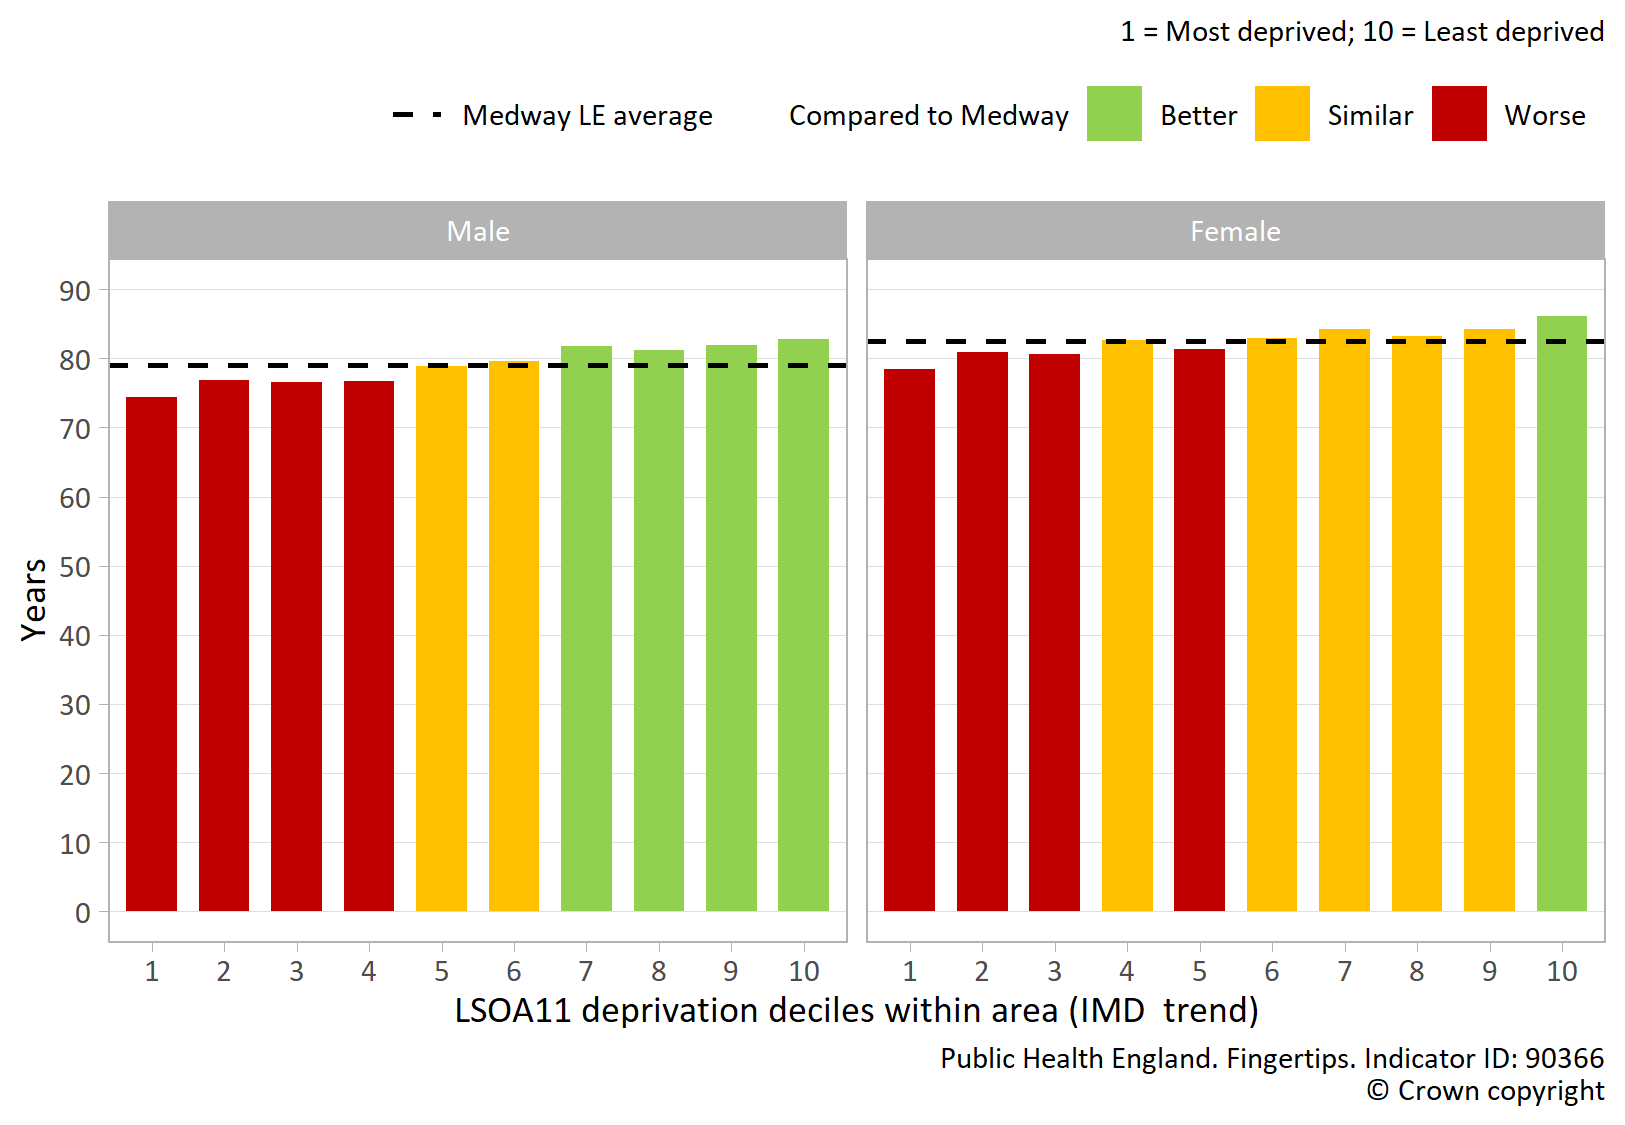 1 = Most deprived; 10 = Least deprived
Medway LE average Compared to Medway Better Similar Worse
Male Female
90
80
70
60
50
40
30
20
10
0
Years
1 2 3 4 5 6 7 8 9 10 1 2 3 4 5 6 7 8 9 10
LSOA11 deprivation deciles within area (IMD  trend)
Public Health England. Fingertips. Indicator ID: 90366
© Crown copyright